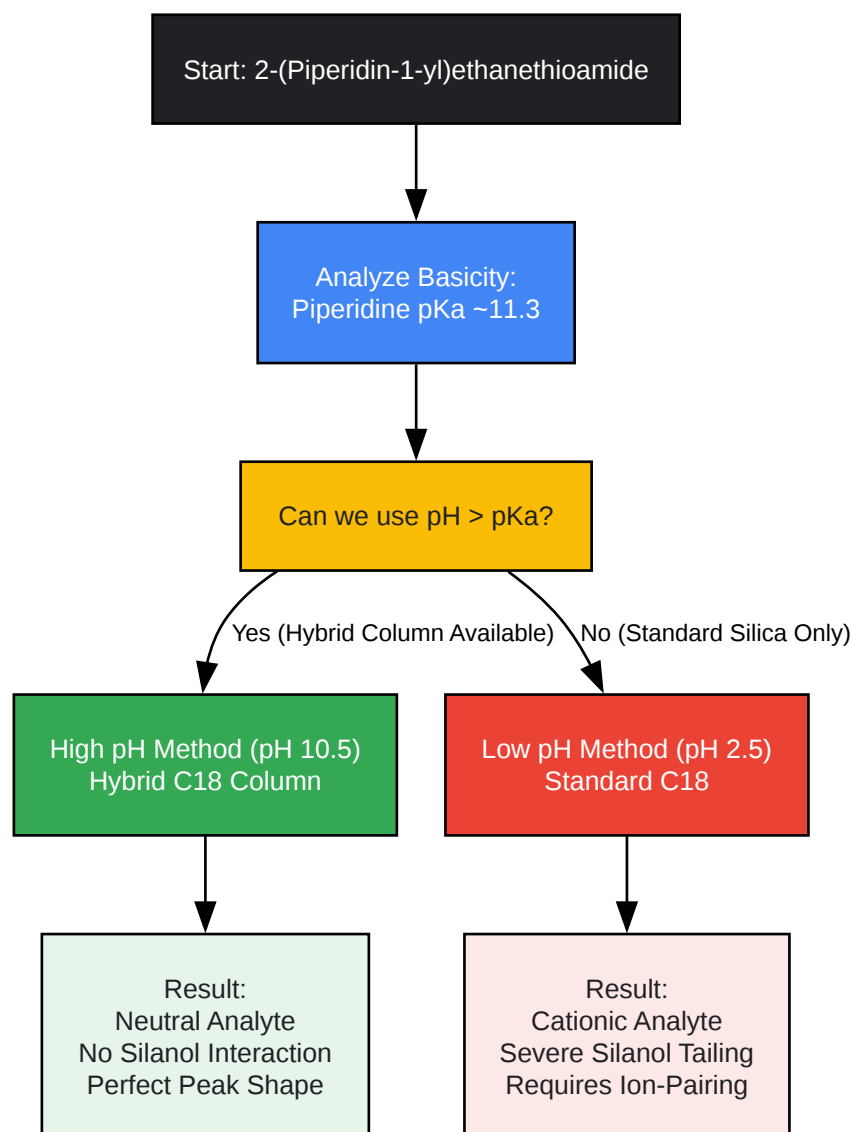 Start: 2-(Piperidin-1-yl)ethanethioamide
Analyze Basicity:
Piperidine pKa ~11.3
Can we use pH > pKa?
Yes (Hybrid Column Available)
No (Standard Silica Only)
High pH Method (pH 10.5)
Hybrid C18 Column
Low pH Method (pH 2.5)
Standard C18
Result:
Neutral Analyte
No Silanol Interaction
Perfect Peak Shape
Result:
Cationic Analyte
Severe Silanol Tailing
Requires Ion-Pairing